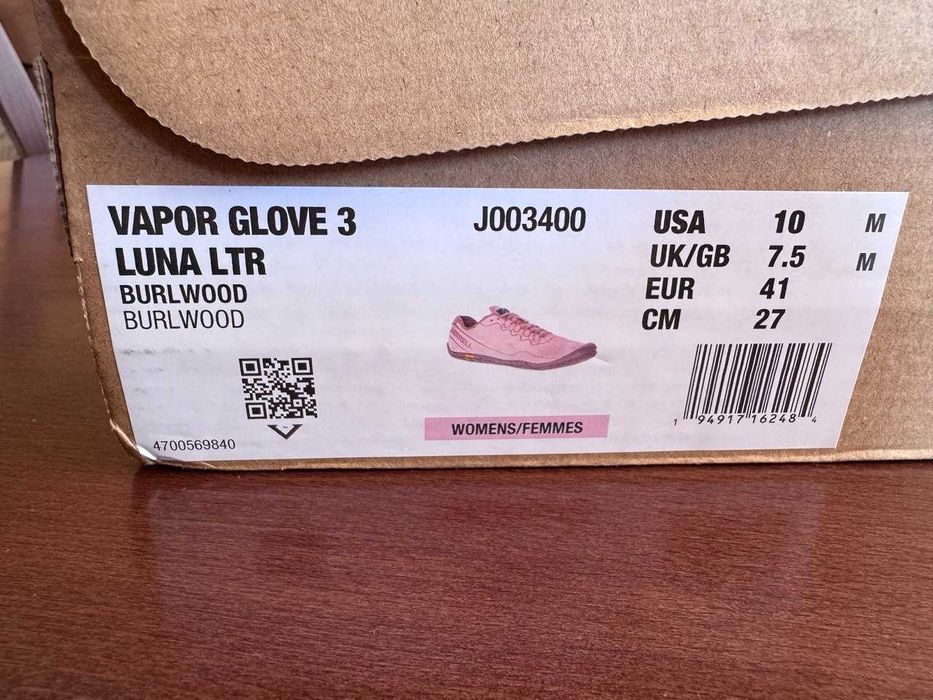 VAPOR GLOVE 3
LUNA LTR
BURLWOOD
BURLWOOD
4700569840
J003400
MERRELL
WOMENS/FEMMES
USA 10 M
UK/GB 7.5 M
EUR 41
CM 27
1 94917 16248 4